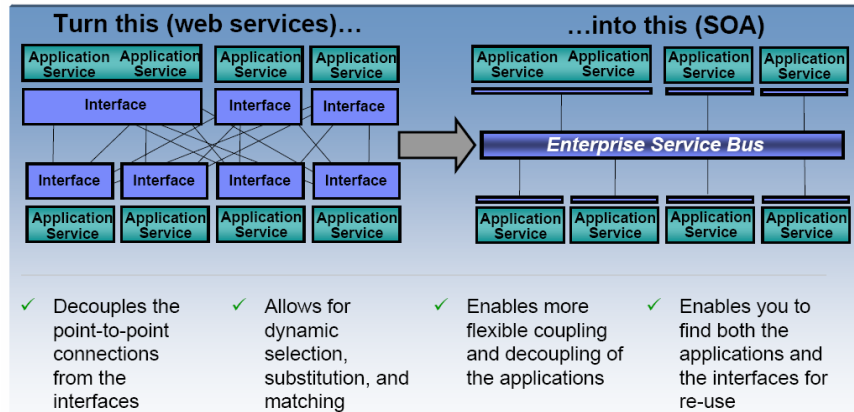 Turn this (web services)…
…into this (SOA)
Application Application Application Application
Service Service Service Service
Interface Interface Interface
Interface Interface Interface Interface
Application Application Application Application
Service Service Service Service
Application Application Application Application
Service Service Service Service
Enterprise Service Bus
Application Application Application Application
Service Service Service Service
✓ Decouples the
point-to-point
connections
from the
interfaces
✓ Allows for
dynamic
selection,
substitution, and
matching
✓ Enables more
flexible coupling
and decoupling of
the applications
✓ Enables you to
find both the
applications and
the interfaces for
re-use